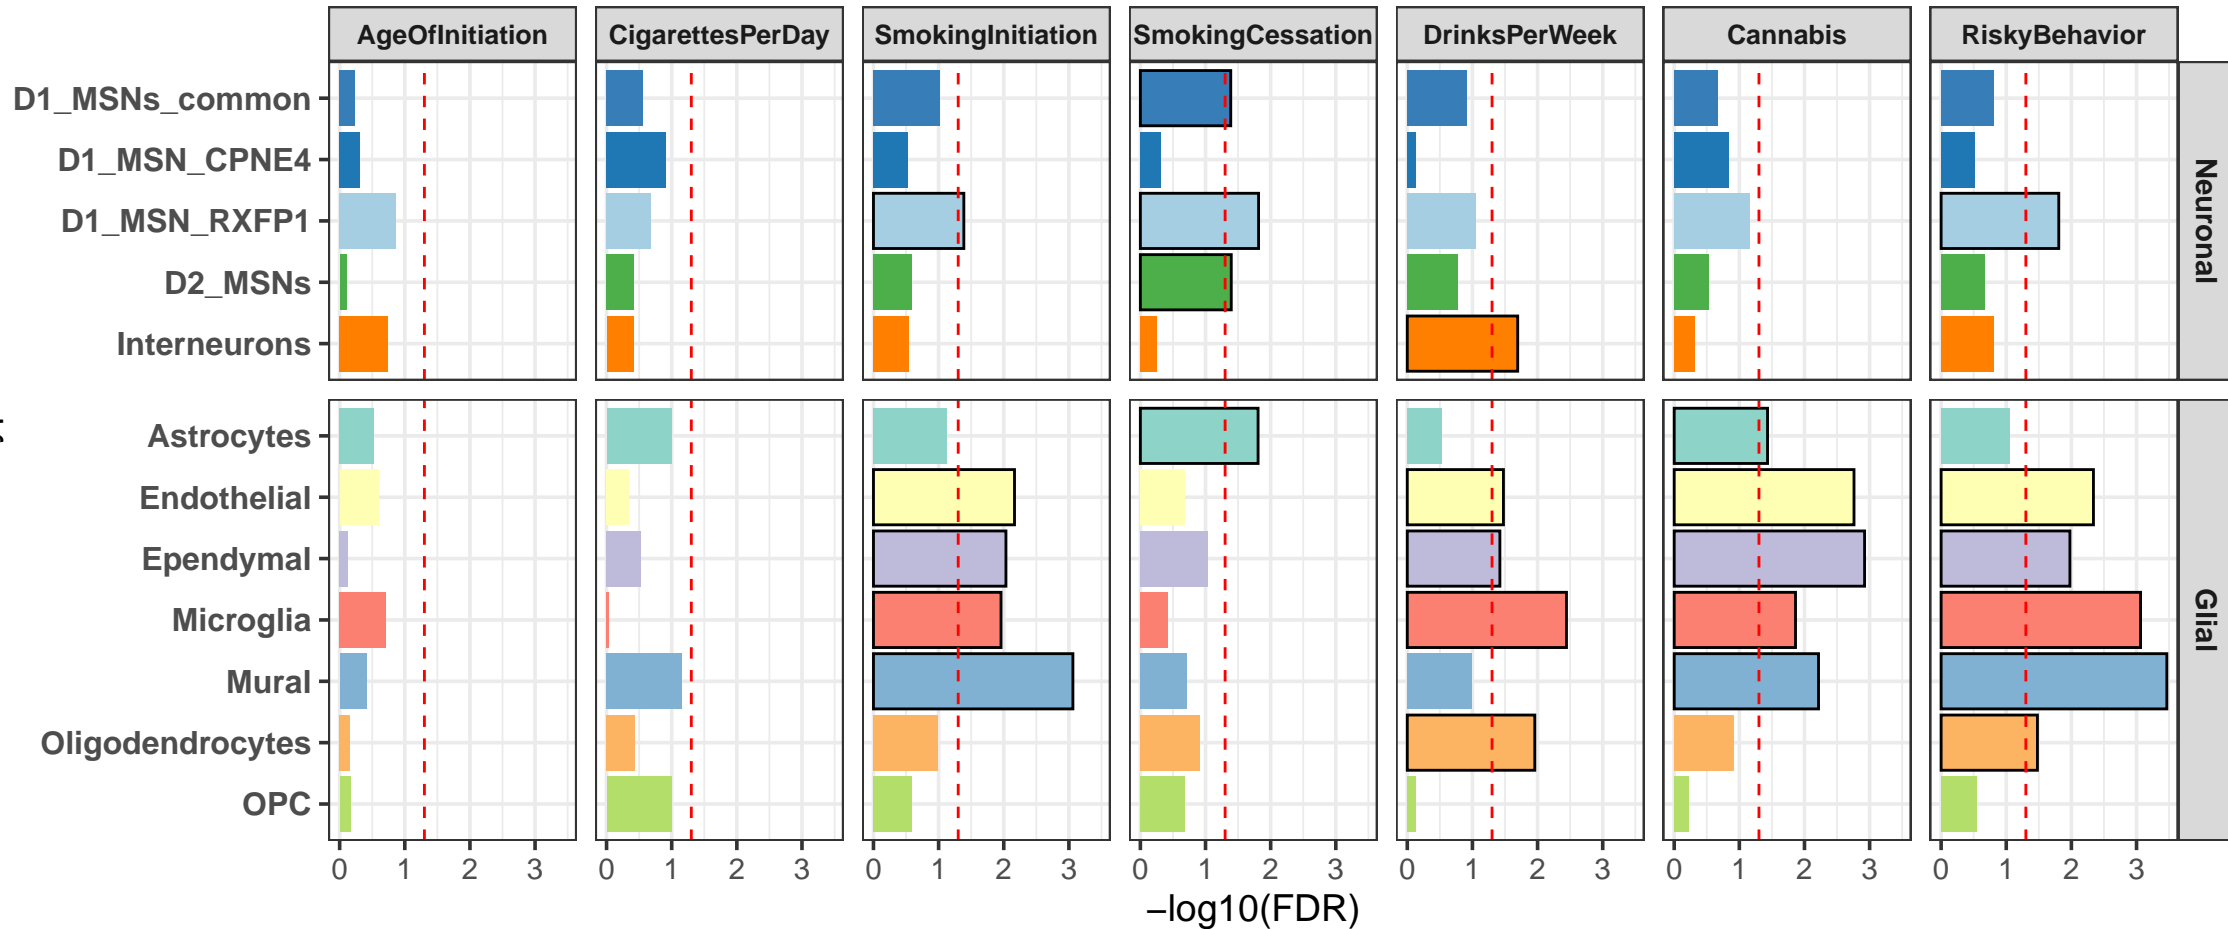 AgeOfInitiation
CigarettesPerDay
SmokingInitiation
SmokingCessation
DrinksPerWeek
Cannabis
RiskyBehavior
D1_MSNs_common
D1_MSN_CPNE4
D1_MSN_RXFP1
D2_MSNs
Interneurons
Neuronal
Astrocytes
Endothelial
Ependymal
Microglia
Mural
Oligodendrocytes
OPC
Glial
0 1 2 3
0 1 2 3
0 1 2 3
0 1 2 3
0 1 2 3
0 1 2 3
0 1 2 3
−log10(FDR)